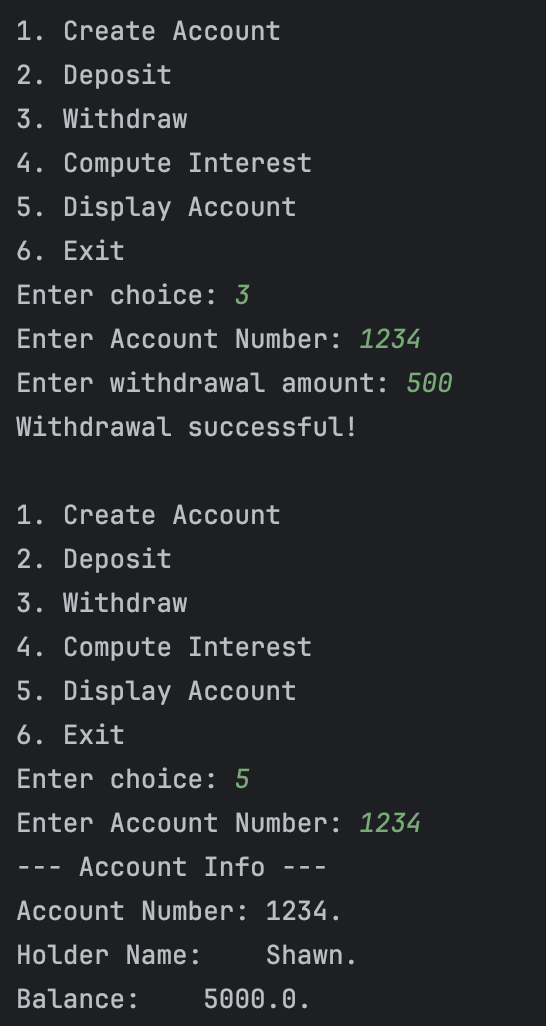 1. Create Account
2. Deposit
3. Withdraw
4. Compute Interest
5. Display Account
6. Exit
Enter choice: 3
Enter Account Number: 1234
Enter withdrawal amount: 500
Withdrawal successful!

1. Create Account
2. Deposit
3. Withdraw
4. Compute Interest
5. Display Account
6. Exit
Enter choice: 5
Enter Account Number: 1234
--- Account Info ---
Account Number: 1234.
Holder Name:    Shawn.
Balance:    5000.0.